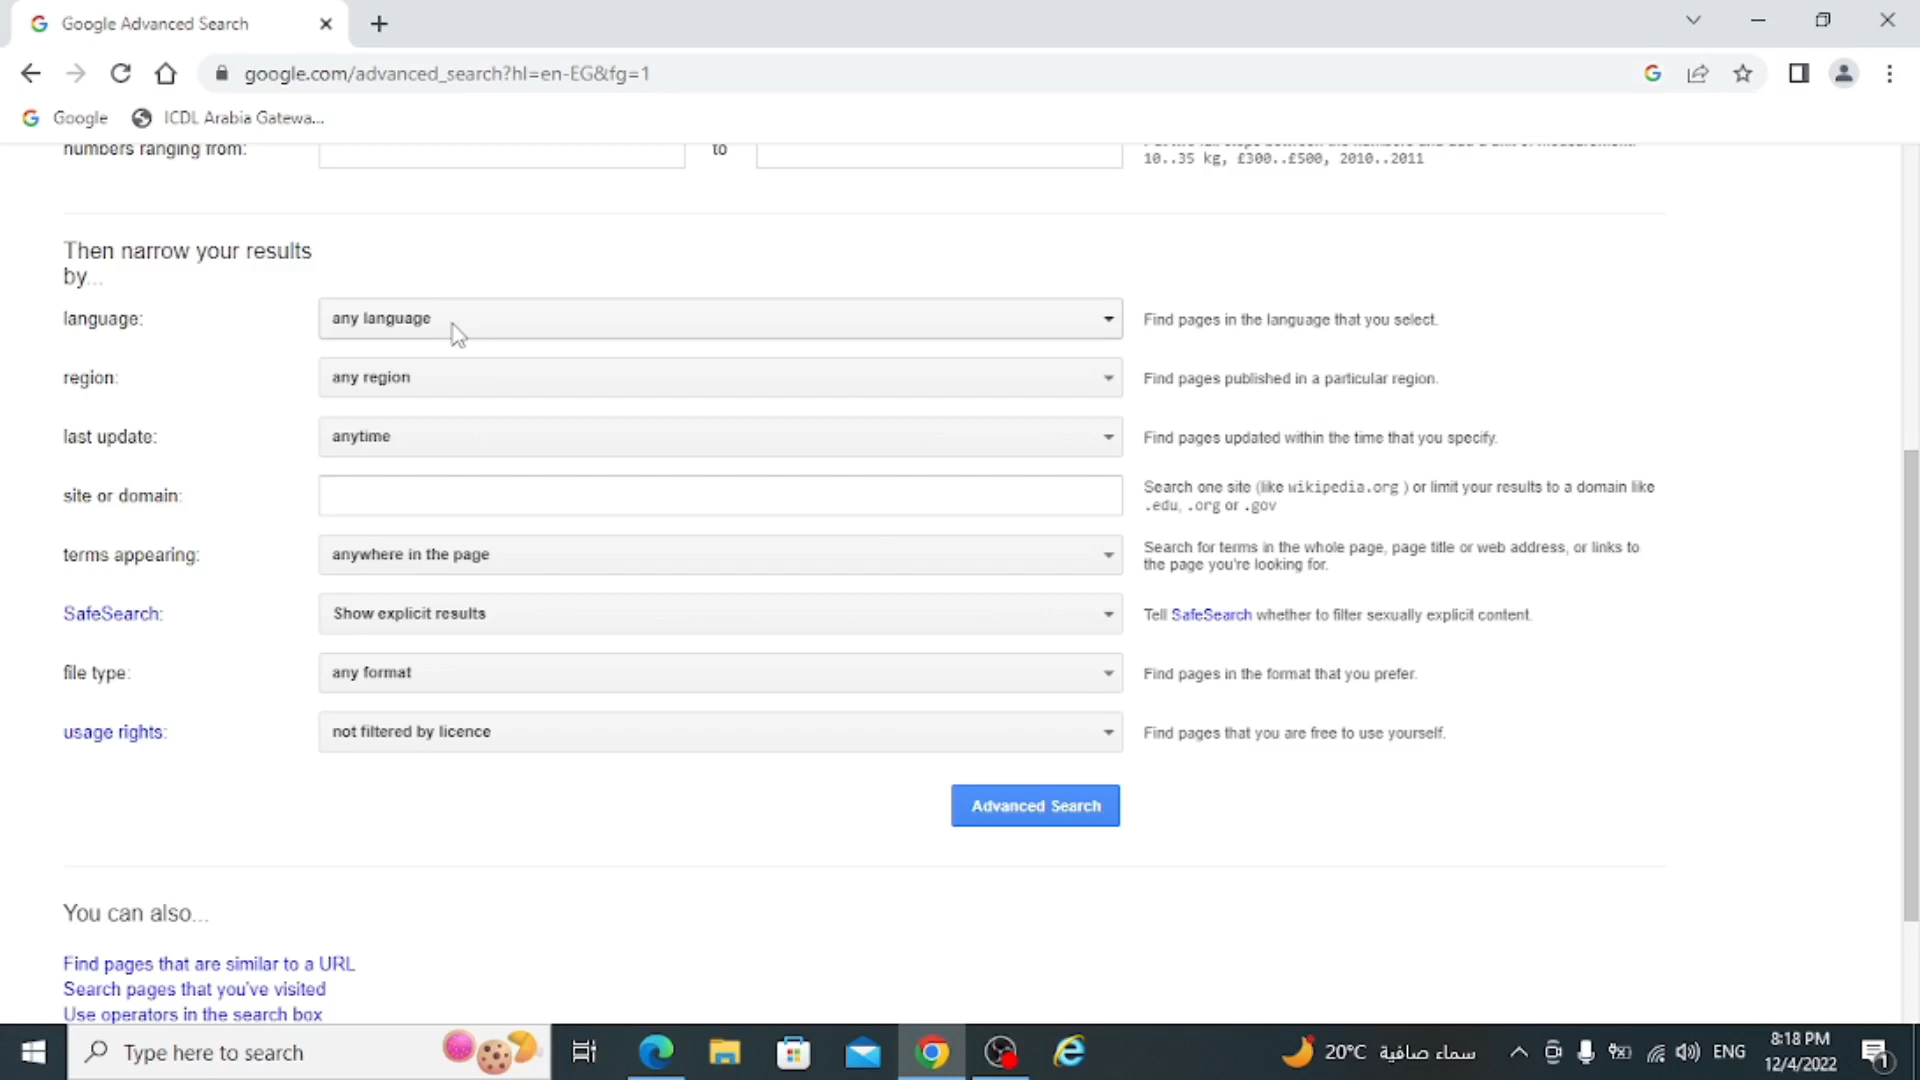 Google Advanced Search
google.com/advanced_search?hl=en-EG&fg=1
Google
ICDL Arabia Gatewa...
numbers ranging from:
to
10..35 kg, £300..£500, 2010..2011
Then narrow your results
by...
language:
any language
Find pages in the language that you select.
region:
any region
Find pages published in a particular region.
last update:
anytime
Find pages updated within the time that you specify.
site or domain:
Search one site (like wikipedia.org ) or limit your results to a domain like
.edu, .org or .gov
terms appearing:
anywhere in the page
Search for terms in the whole page, page title or web address, or links to
the page you're looking for.
SafeSearch:
Show explicit results
Tell SafeSearch whether to filter sexually explicit content.
file type:
any format
Find pages in the format that you prefer.
usage rights:
not filtered by licence
Find pages that you are free to use yourself.
Advanced Search
You can also...
Find pages that are similar to a URL
Search pages that you've visited
Use operators in the search box
Type here to search
20°C سماء صافية
ENG
8:18 PM
12/4/2022
1